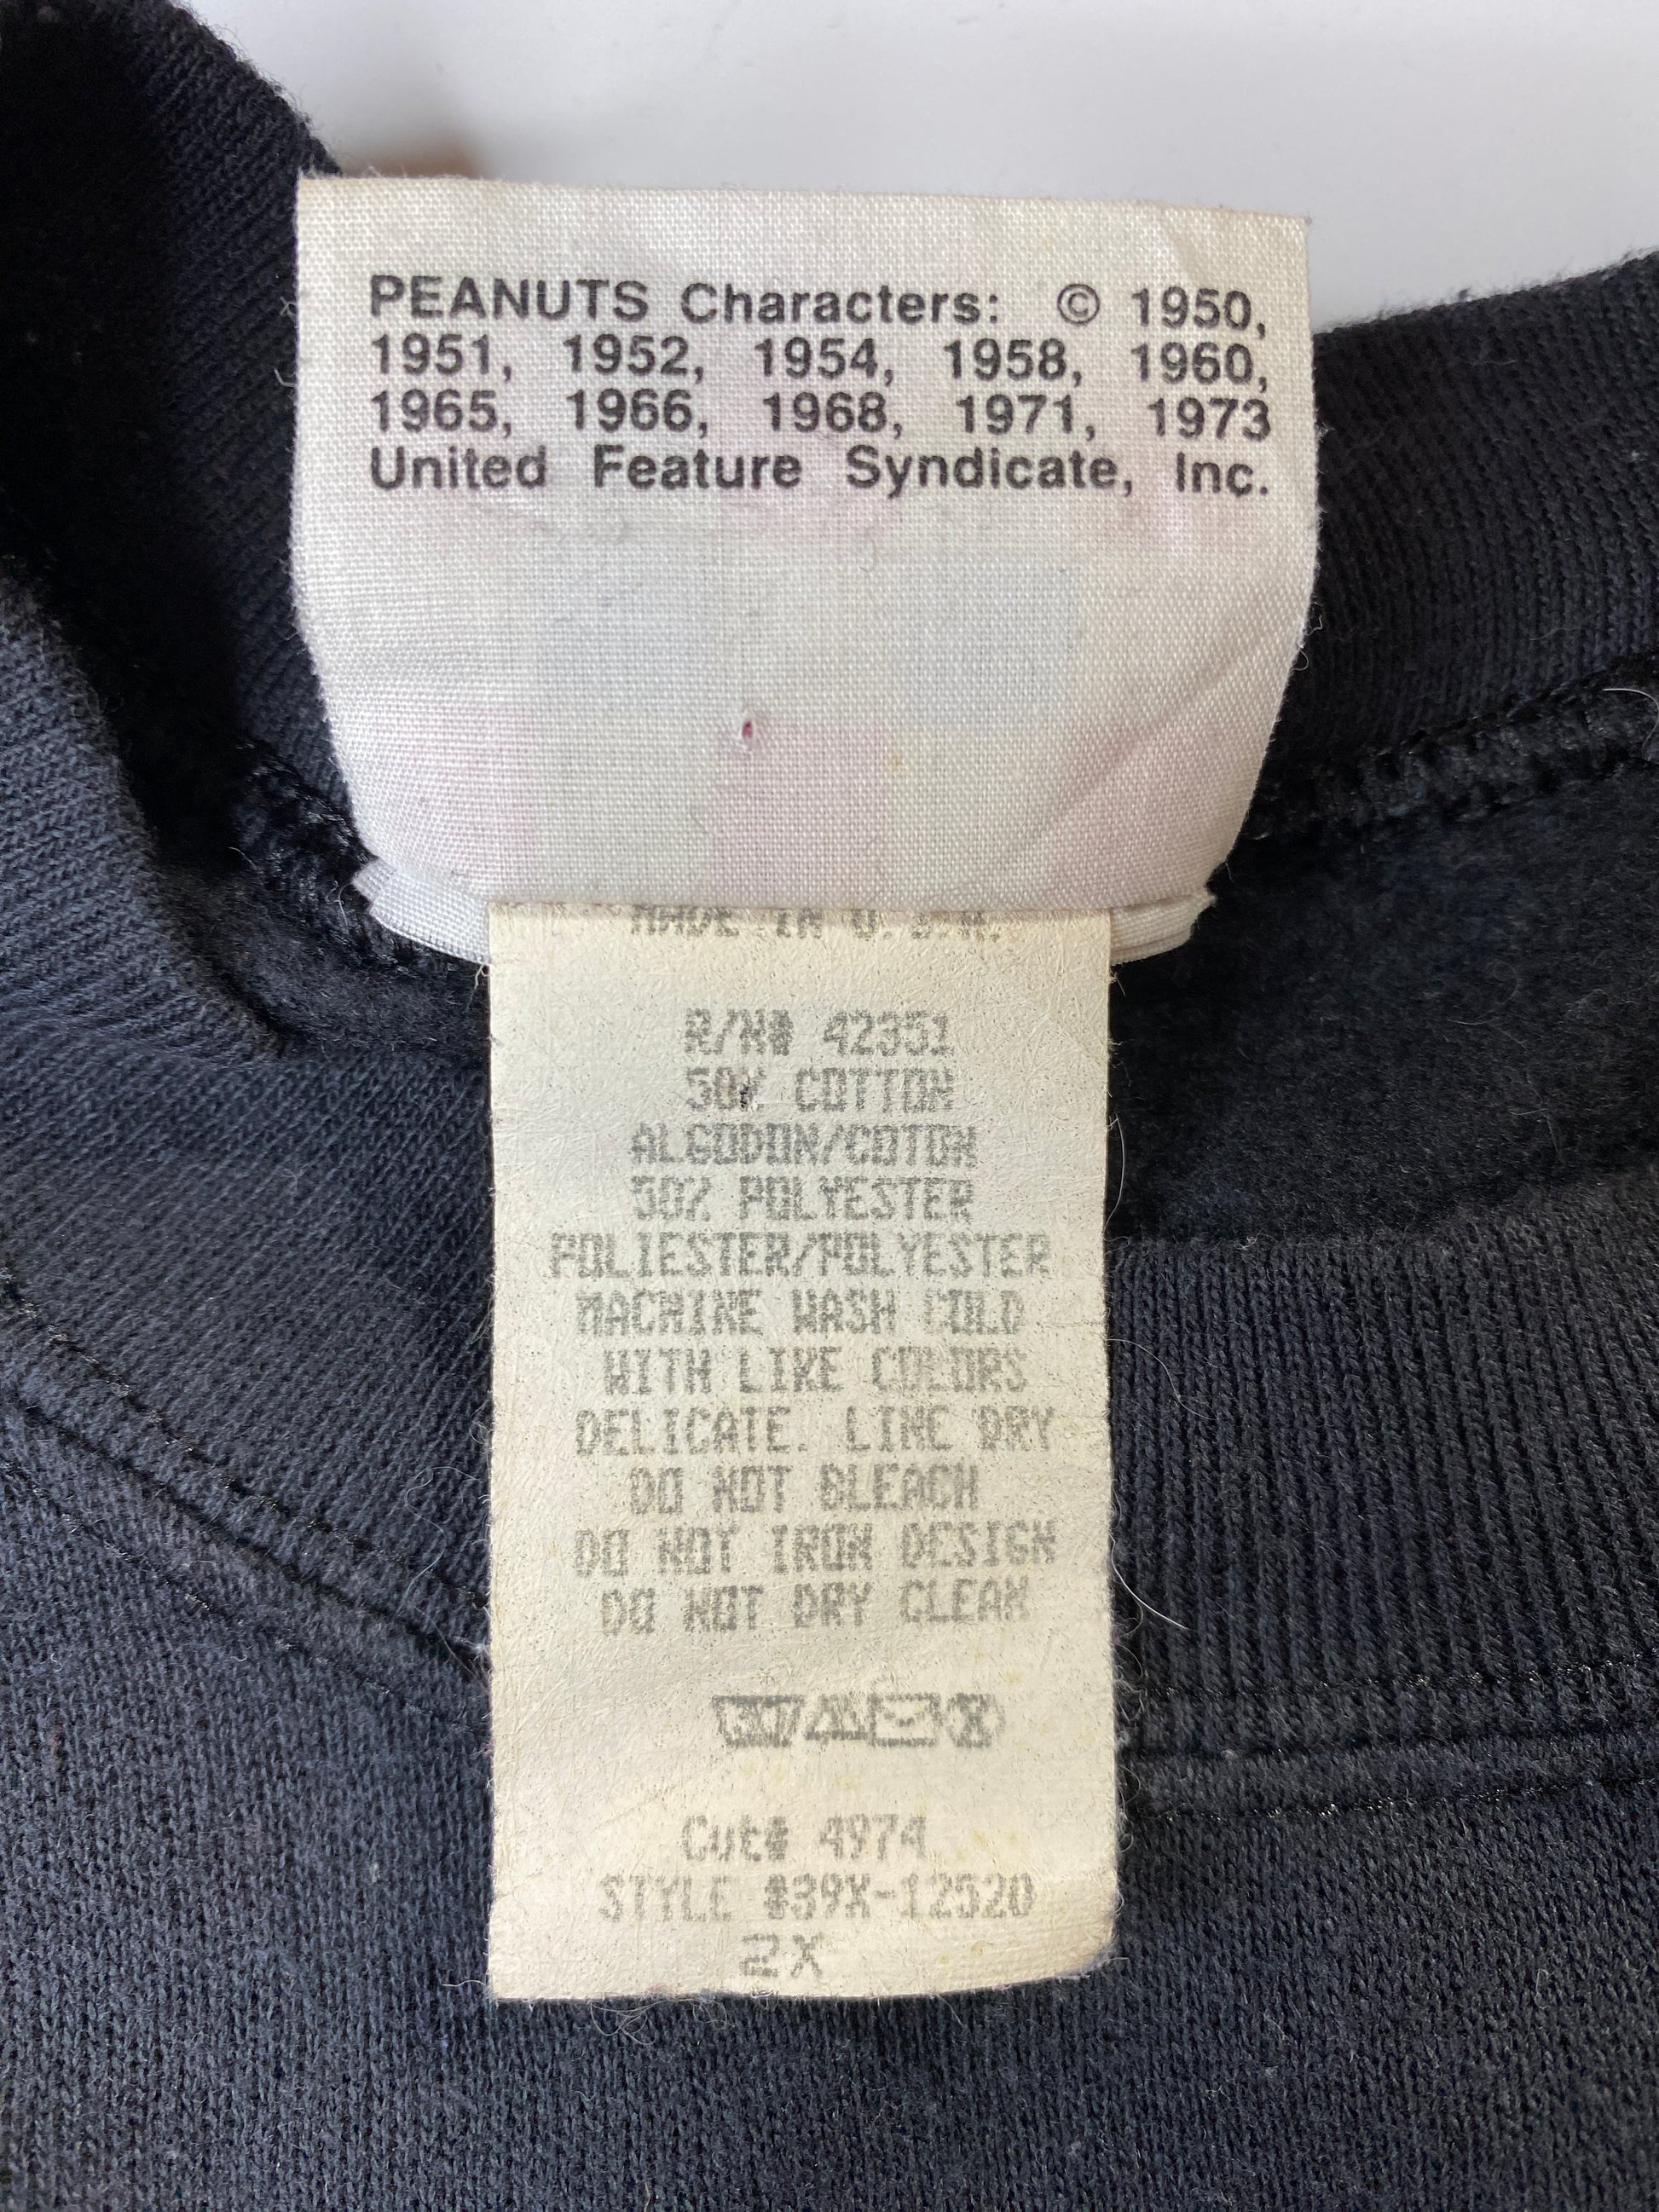 PEANUTS Characters: © 1950,
1951, 1952, 1954, 1958, 1960,
1965, 1966, 1968, 1971, 1973
United Feature Syndicate, Inc.
MADE IN U.S.A.
R/N# 42351
50% COTTON
ALGODON/COTON
50% POLYESTER
POLIESTER/POLYESTER
MACHINE WASH COLD
WITH LIKE COLORS
DELICATE. LINE DRY
DO NOT BLEACH
DO NOT IRON DESIGN
DO NOT DRY CLEAN
Cut# 4974
STYLE #39X-12520
2X